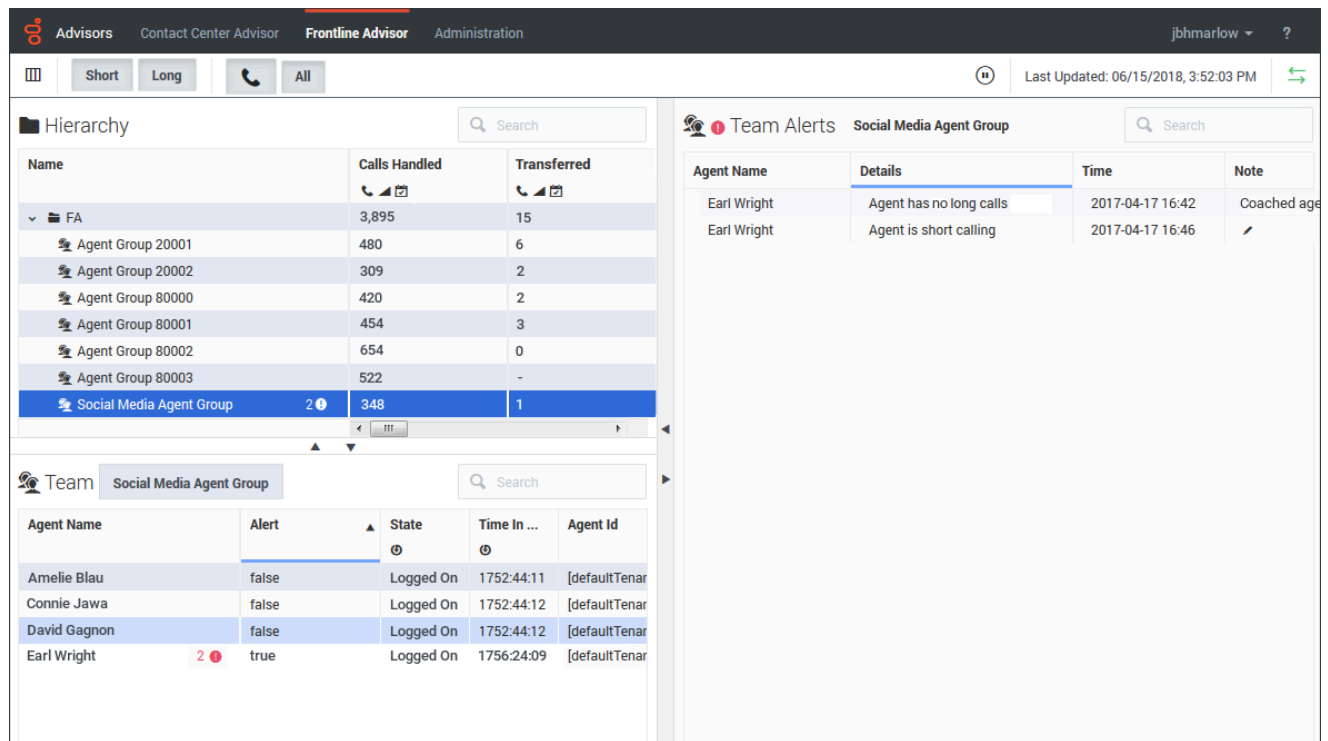 Advisors Contact Center Advisor Frontline Advisor Administration jbhmarlow ?
Short Long All Last Updated: 06/15/2018, 3:52:03 PM
Hierarchy Search
Name Calls Handled Transferred
FA 3,895 15
Agent Group 20001 480 6
Agent Group 20002 309 2
Agent Group 80000 420 2
Agent Group 80001 454 3
Agent Group 80002 654 0
Agent Group 80003 522 -
Social Media Agent Group 2 348 1
Team Social Media Agent Group Search
Agent Name Alert State Time In ... Agent Id
Amelie Blau false Logged On 1752:44:11 [defaultTenar
Connie Jawa false Logged On 1752:44:12 [defaultTenar
David Gagnon false Logged On 1752:44:12 [defaultTenar
Earl Wright 2 true Logged On 1756:24:09 [defaultTenar
Team Alerts Social Media Agent Group Search
Agent Name Details Time Note
Earl Wright Agent has no long calls 2017-04-17 16:42 Coached age
Earl Wright Agent is short calling 2017-04-17 16:46